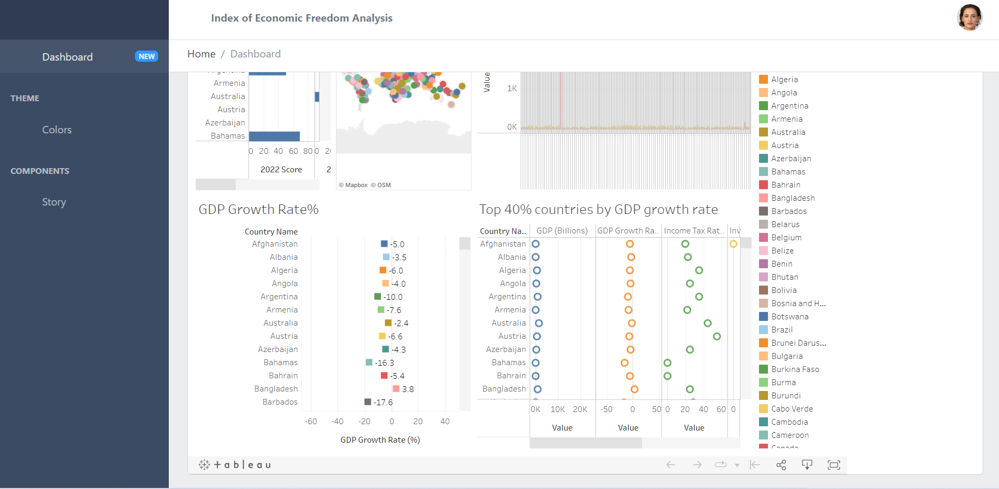 Index of Economic Freedom Analysis
Dashboard NEW
Home / Dashboard
THEME
Colors
COMPONENTS
Story
Argentina
Armenia
Australia
Austria
Azerbaijan
Bahamas
0 20 40 60 80 0
2022 Score
2
© Mapbox © OSM
Value
1K
0K
GDP Growth Rate%
Country Name
Afghanistan -5.0
Albania -3.5
Algeria -6.0
Angola -4.0
Argentina -10.0
Armenia -7.6
Australia -2.4
Austria -6.6
Azerbaijan -4.3
Bahamas -16.3
Bahrain -5.4
Bangladesh 3.8
Barbados -17.6
-60 -40 -20 0 20 40
GDP Growth Rate (%)
Top 40% countries by GDP growth rate
Country Na.. GDP (Billions) GDP Growth Ra.. Income Tax Rat.. Inv
Afghanistan
Albania
Algeria
Angola
Argentina
Armenia
Australia
Austria
Azerbaijan
Bahamas
Bahrain
Bangladesh
0K 10K 20K -50 0 50 0 20 40 60 0
Value Value Value
Algeria
Angola
Argentina
Armenia
Australia
Austria
Azerbaijan
Bahamas
Bahrain
Bangladesh
Barbados
Belarus
Belgium
Belize
Benin
Bhutan
Bolivia
Bosnia and H...
Botswana
Brazil
Brunei Darus...
Bulgaria
Burkina Faso
Burma
Burundi
Cabo Verde
Cambodia
Cameroon
Canada
+ableau